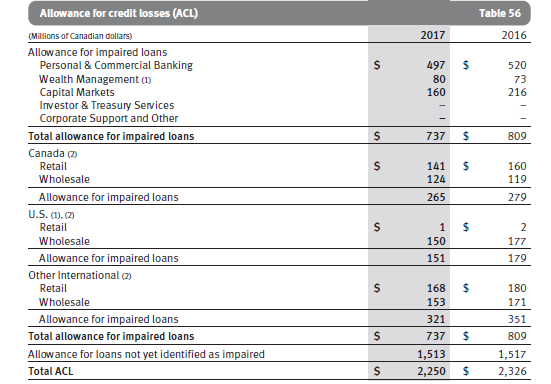 Allowance for credit losses (ACL) Table 56
(Millions of Canadian dollars) 2017 2016
Allowance for impaired loans
Personal & Commercial Banking $ 497 $ 520
Wealth Management (1) 80 73
Capital Markets 160 216
Investor & Treasury Services – –
Corporate Support and Other – –
Total allowance for impaired loans $ 737 $ 809
Canada (2)
Retail $ 141 $ 160
Wholesale 124 119
Allowance for impaired loans 265 279
U.S. (1), (2)
Retail $ 1 $ 2
Wholesale 150 177
Allowance for impaired loans 151 179
Other International (2)
Retail $ 168 $ 180
Wholesale 153 171
Allowance for impaired loans 321 351
Total allowance for impaired loans $ 737 $ 809
Allowance for loans not yet identified as impaired 1,513 1,517
Total ACL $ 2,250 $ 2,326